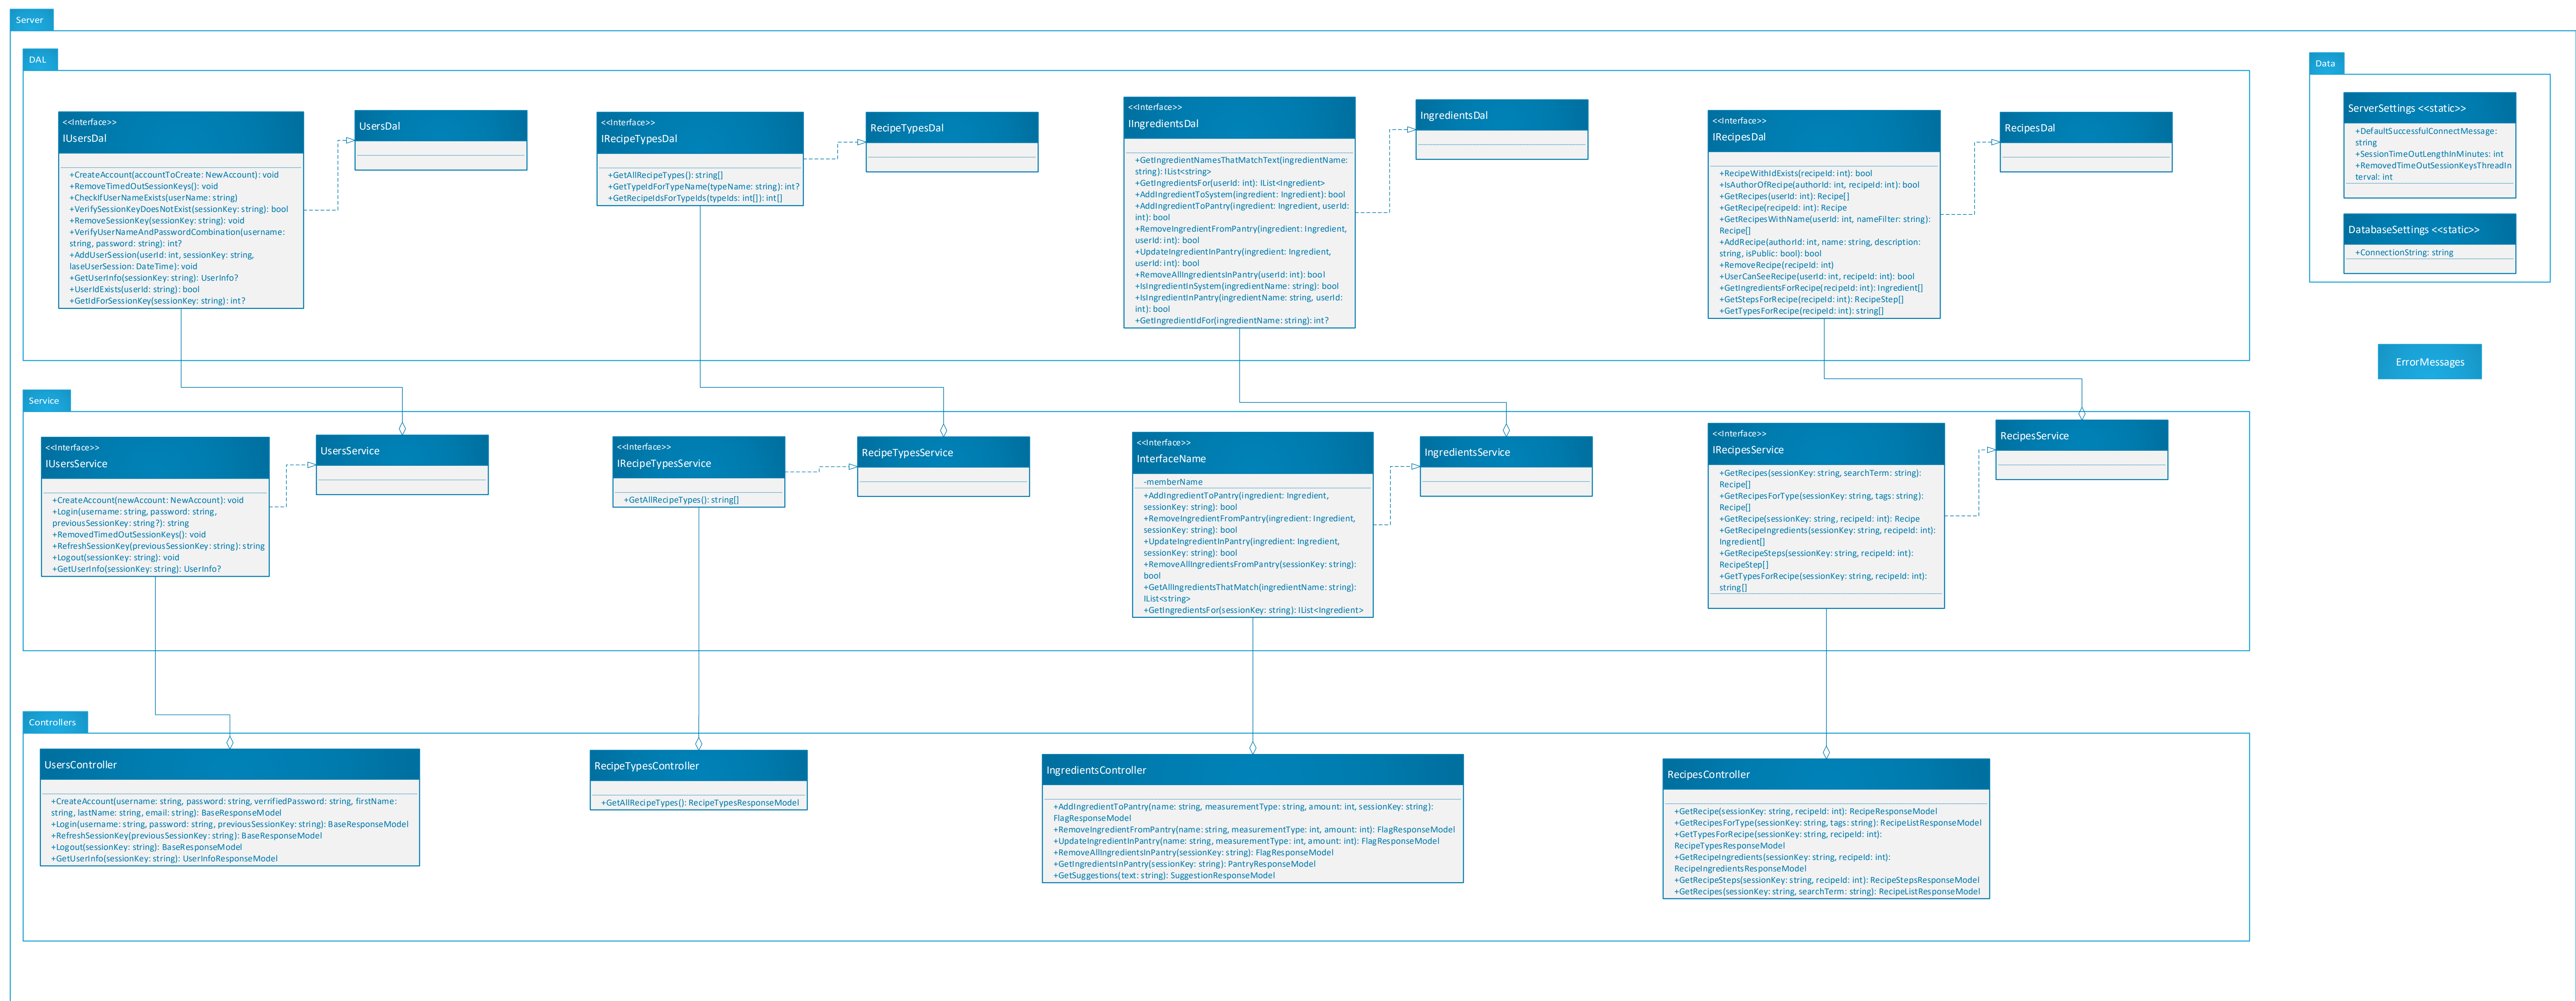 Server
DAL
Data
<<Interface>>
IUsersDal
+CreateAccount(accountToCreate: NewAccount): void
+RemoveTimedOutSessionKeys(): void
+CheckIfUserNameExists(userName: string)
+VerifySessionKeyDoesNotExist(sessionKey: string): bool
+RemoveSessionKey(sessionKey: string): void
+VerifyUserNameAndPasswordCombination(username:
string, password: string): int?
+AddUserSession(userId: int, sessionKey: string,
laseUserSession: DateTime): void
+GetUserInfo(sessionKey: string): UserInfo?
+UserIdExists(userId: string): bool
+GetIdForSessionKey(sessionKey: string): int?
UsersDal
<<Interface>>
IRecipeTypesDal
+GetAllRecipeTypes(): string[]
+GetTypeIdForTypeName(typeName: string): int?
+GetRecipeIdsForTypeIds(typeIds: int[]): int[]
RecipeTypesDal
<<Interface>>
IIngredientsDal
+GetIngredientNamesThatMatchText(ingredientName:
string): IList<string>
+GetIngredientsFor(userId: int): IList<Ingredient>
+AddIngredientToSystem(ingredient: Ingredient): bool
+AddIngredientToPantry(ingredient: Ingredient, userId:
int): bool
+RemoveIngredientFromPantry(ingredient: Ingredient,
userId: int): bool
+UpdateIngredientInPantry(ingredient: Ingredient,
userId: int): bool
+RemoveAllIngredientsInPantry(userId: int): bool
+IsIngredientInSystem(ingredientName: string): bool
+IsIngredientInPantry(ingredientName: string, userId:
int): bool
+GetIngredientIdFor(ingredientName: string): int?
IngredientsDal
<<Interface>>
IRecipesDal
+RecipeWithIdExists(recipeId: int): bool
+IsAuthorOfRecipe(authorId: int, recipeId: int): bool
+GetRecipes(userId: int): Recipe[]
+GetRecipe(recipeId: int): Recipe
+GetRecipesWithName(userId: int, nameFilter: string):
Recipe[]
+AddRecipe(authorId: int, name: string, description:
string, isPublic: bool): bool
+RemoveRecipe(recipeId: int)
+UserCanSeeRecipe(userId: int, recipeId: int): bool
+GetIngredientsForRecipe(recipeId: int): Ingredient[]
+GetStepsForRecipe(recipeId: int): RecipeStep[]
+GetTypesForRecipe(recipeId: int): string[]
RecipesDal
ServerSettings <<static>>
+DefaultSuccessfulConnectMessage:
string
+SessionTimeOutLengthInMinutes: int
+RemovedTimeOutSessionKeysThreadIn
terval: int
DatabaseSettings <<static>>
+ConnectionString: string
ErrorMessages
Service
<<Interface>>
IUsersService
+CreateAccount(newAccount: NewAccount): void
+Login(username: string, password: string,
previousSessionKey: string?): string
+RemovedTimedOutSessionKeys(): void
+RefreshSessionKey(previousSessionKey: string): string
+Logout(sessionKey: string): void
+GetUserInfo(sessionKey: string): UserInfo?
UsersService
<<Interface>>
IRecipeTypesService
+GetAllRecipeTypes(): string[]
RecipeTypesService
<<Interface>>
InterfaceName
-memberName
+AddIngredientToPantry(ingredient: Ingredient,
sessionKey: string): bool
+RemoveIngredientFromPantry(ingredient: Ingredient,
sessionKey: string): bool
+UpdateIngredientInPantry(ingredient: Ingredient,
sessionKey: string): bool
+RemoveAllIngredientsFromPantry(sessionKey: string):
bool
+GetAllIngredientsThatMatch(ingredientName: string):
IList<string>
+GetIngredientsFor(sessionKey: string): IList<Ingredient>
IngredientsService
<<Interface>>
IRecipesService
+GetRecipes(sessionKey: string, searchTerm: string):
Recipe[]
+GetRecipesForType(sessionKey: string, tags: string):
Recipe[]
+GetRecipe(sessionKey: string, recipeId: int): Recipe
+GetRecipeIngredients(sessionKey: string, recipeId: int):
Ingredient[]
+GetRecipeSteps(sessionKey: string, recipeId: int):
RecipeStep[]
+GetTypesForRecipe(sessionKey: string, recipeId: int):
string[]
RecipesService
Controllers
UsersController
+CreateAccount(username: string, password: string, verrifiedPassword: string, firstName:
string, lastName: string, email: string): BaseResponseModel
+Login(username: string, password: string, previousSessionKey: string): BaseResponseModel
+RefreshSessionKey(previousSessionKey: string): BaseResponseModel
+Logout(sessionKey: string): BaseResponseModel
+GetUserInfo(sessionKey: string): UserInfoResponseModel
RecipeTypesController
+GetAllRecipeTypes(): RecipeTypesResponseModel
IngredientsController
+AddIngredientToPantry(name: string, measurementType: string, amount: int, sessionKey: string):
FlagResponseModel
+RemoveIngredientFromPantry(name: string, measurementType: int, amount: int): FlagResponseModel
+UpdateIngredientInPantry(name: string, measurementType: int, amount: int): FlagResponseModel
+RemoveAllIngredientsInPantry(sessionKey: string): FlagResponseModel
+GetIngredientsInPantry(sessionKey: string): PantryResponseModel
+GetSuggestions(text: string): SuggestionResponseModel
RecipesController
+GetRecipe(sessionKey: string, recipeId: int): RecipeResponseModel
+GetRecipesForType(sessionKey: string, tags: string): RecipeListResponseModel
+GetTypesForRecipe(sessionKey: string, recipeId: int):
RecipeTypesResponseModel
+GetRecipeIngredients(sessionKey: string, recipeId: int):
RecipeIngredientsResponseModel
+GetRecipeSteps(sessionKey: string, recipeId: int): RecipeStepsResponseModel
+GetRecipes(sessionKey: string, searchTerm: string): RecipeListResponseModel